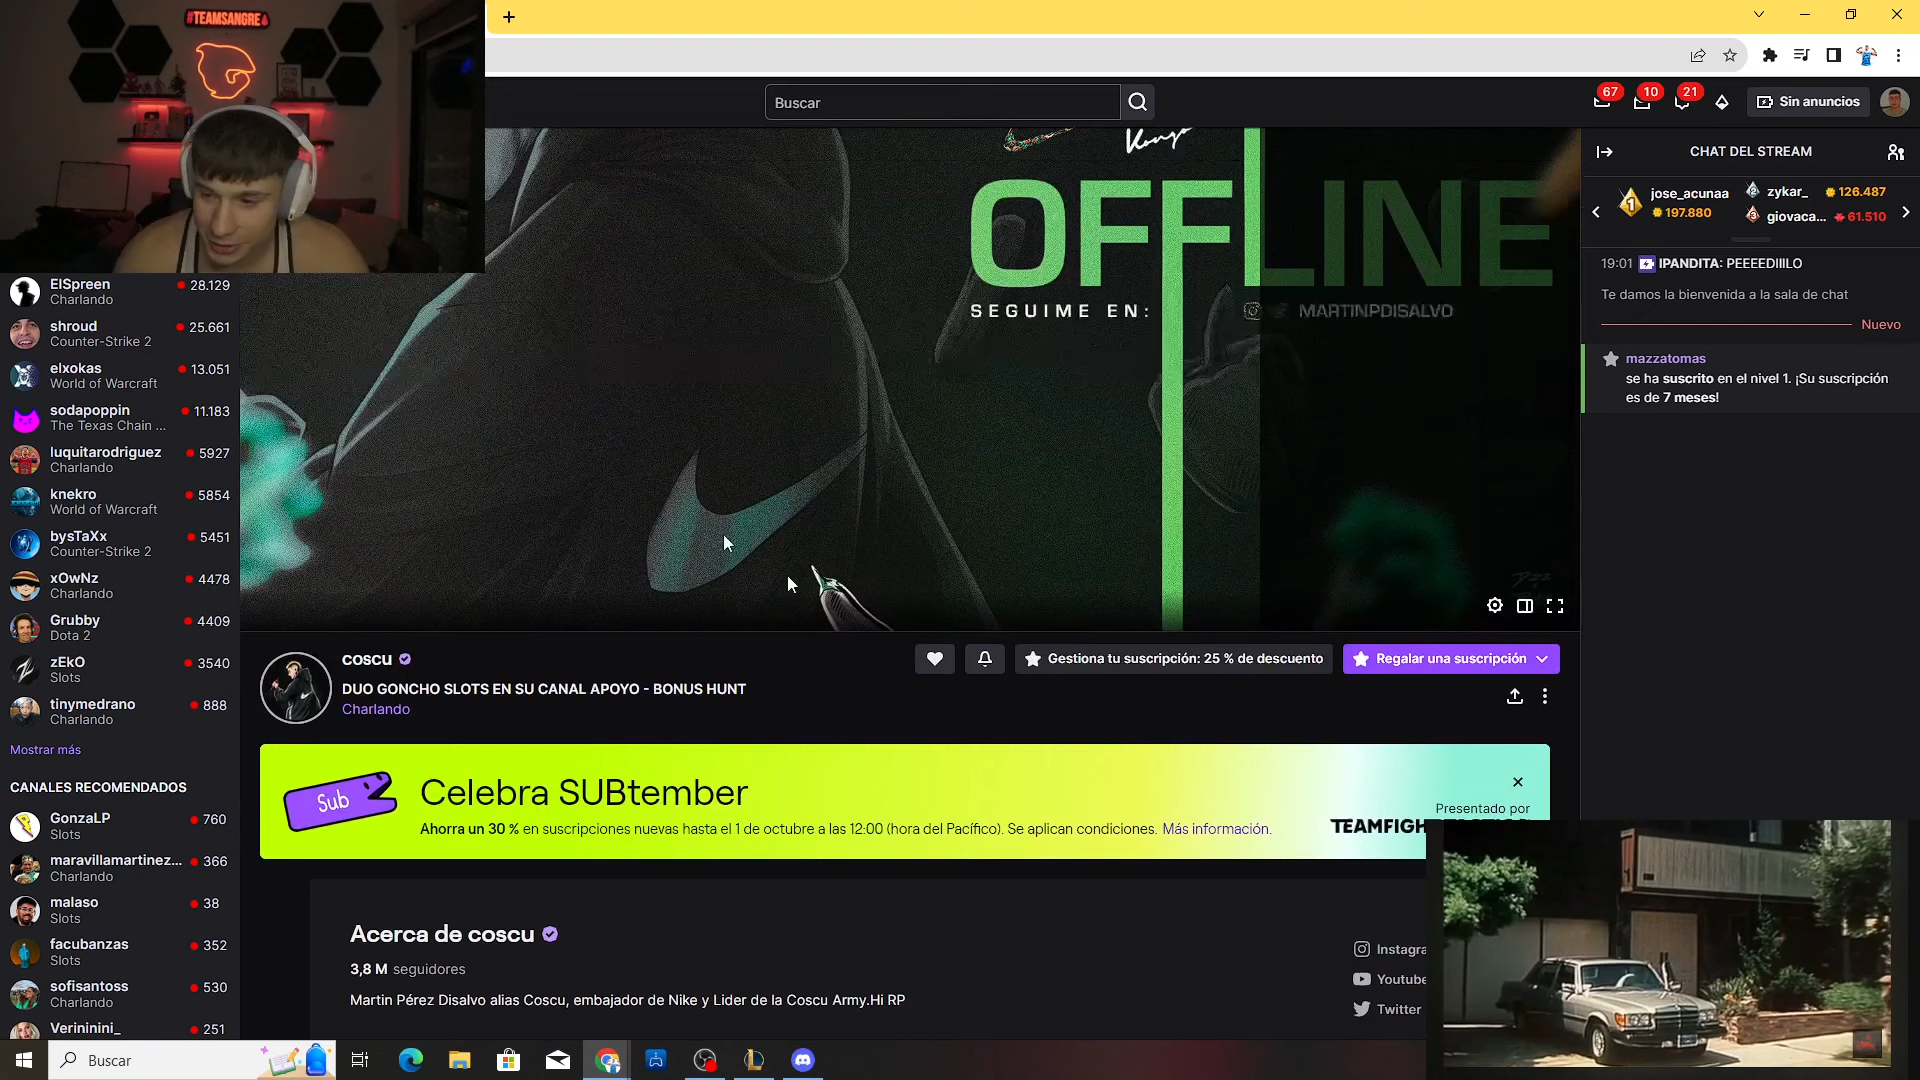 #TEAMSANGRE
Buscar
67
10
21
Sin anuncios
OFFLINE
SEGUIME EN:
MARTINPDISALVO
CHAT DEL STREAM
1
jose_acunaa
197.880
2
zykar_
126.487
3
giovaca...
61.510
19:01 IPANDITA: PEEEEDIIILO
Te damos la bienvenida a la sala de chat
Nuevo
mazzatomas
se ha suscrito en el nivel 1. ¡Su suscripción
es de 7 meses!
ElSpreen
28.129
Charlando
shroud
25.661
Counter-Strike 2
elxokas
13.051
World of Warcraft
sodapoppin
11.183
The Texas Chain ...
luquitarodriguez
5927
Charlando
knekro
5854
World of Warcraft
bysTaXx
5451
Counter-Strike 2
xOwNz
4478
Charlando
Grubby
4409
Dota 2
zEkO
3540
Slots
tinymedrano
888
Charlando
Mostrar más
CANALES RECOMENDADOS
GonzaLP
760
Slots
maravillamartinez...
366
Charlando
malaso
38
Slots
facubanzas
352
Slots
sofisantoss
530
Charlando
Verininini_
251
coscu
DUO GONCHO SLOTS EN SU CANAL APOYO - BONUS HUNT
Charlando
Gestiona tu suscripción: 25 % de descuento
Regalar una suscripción
Sub
Celebra SUBtember
Ahorra un 30 % en suscripciones nuevas hasta el 1 de octubre a las 12:00 (hora del Pacífico). Se aplican condiciones. Más información.
Presentado por
Acerca de coscu
3,8 M seguidores
Martin Pérez Disalvo alias Coscu, embajador de Nike y Lider de la Coscu Army.Hi RP
Instagra
Youtube
Twitter
Buscar